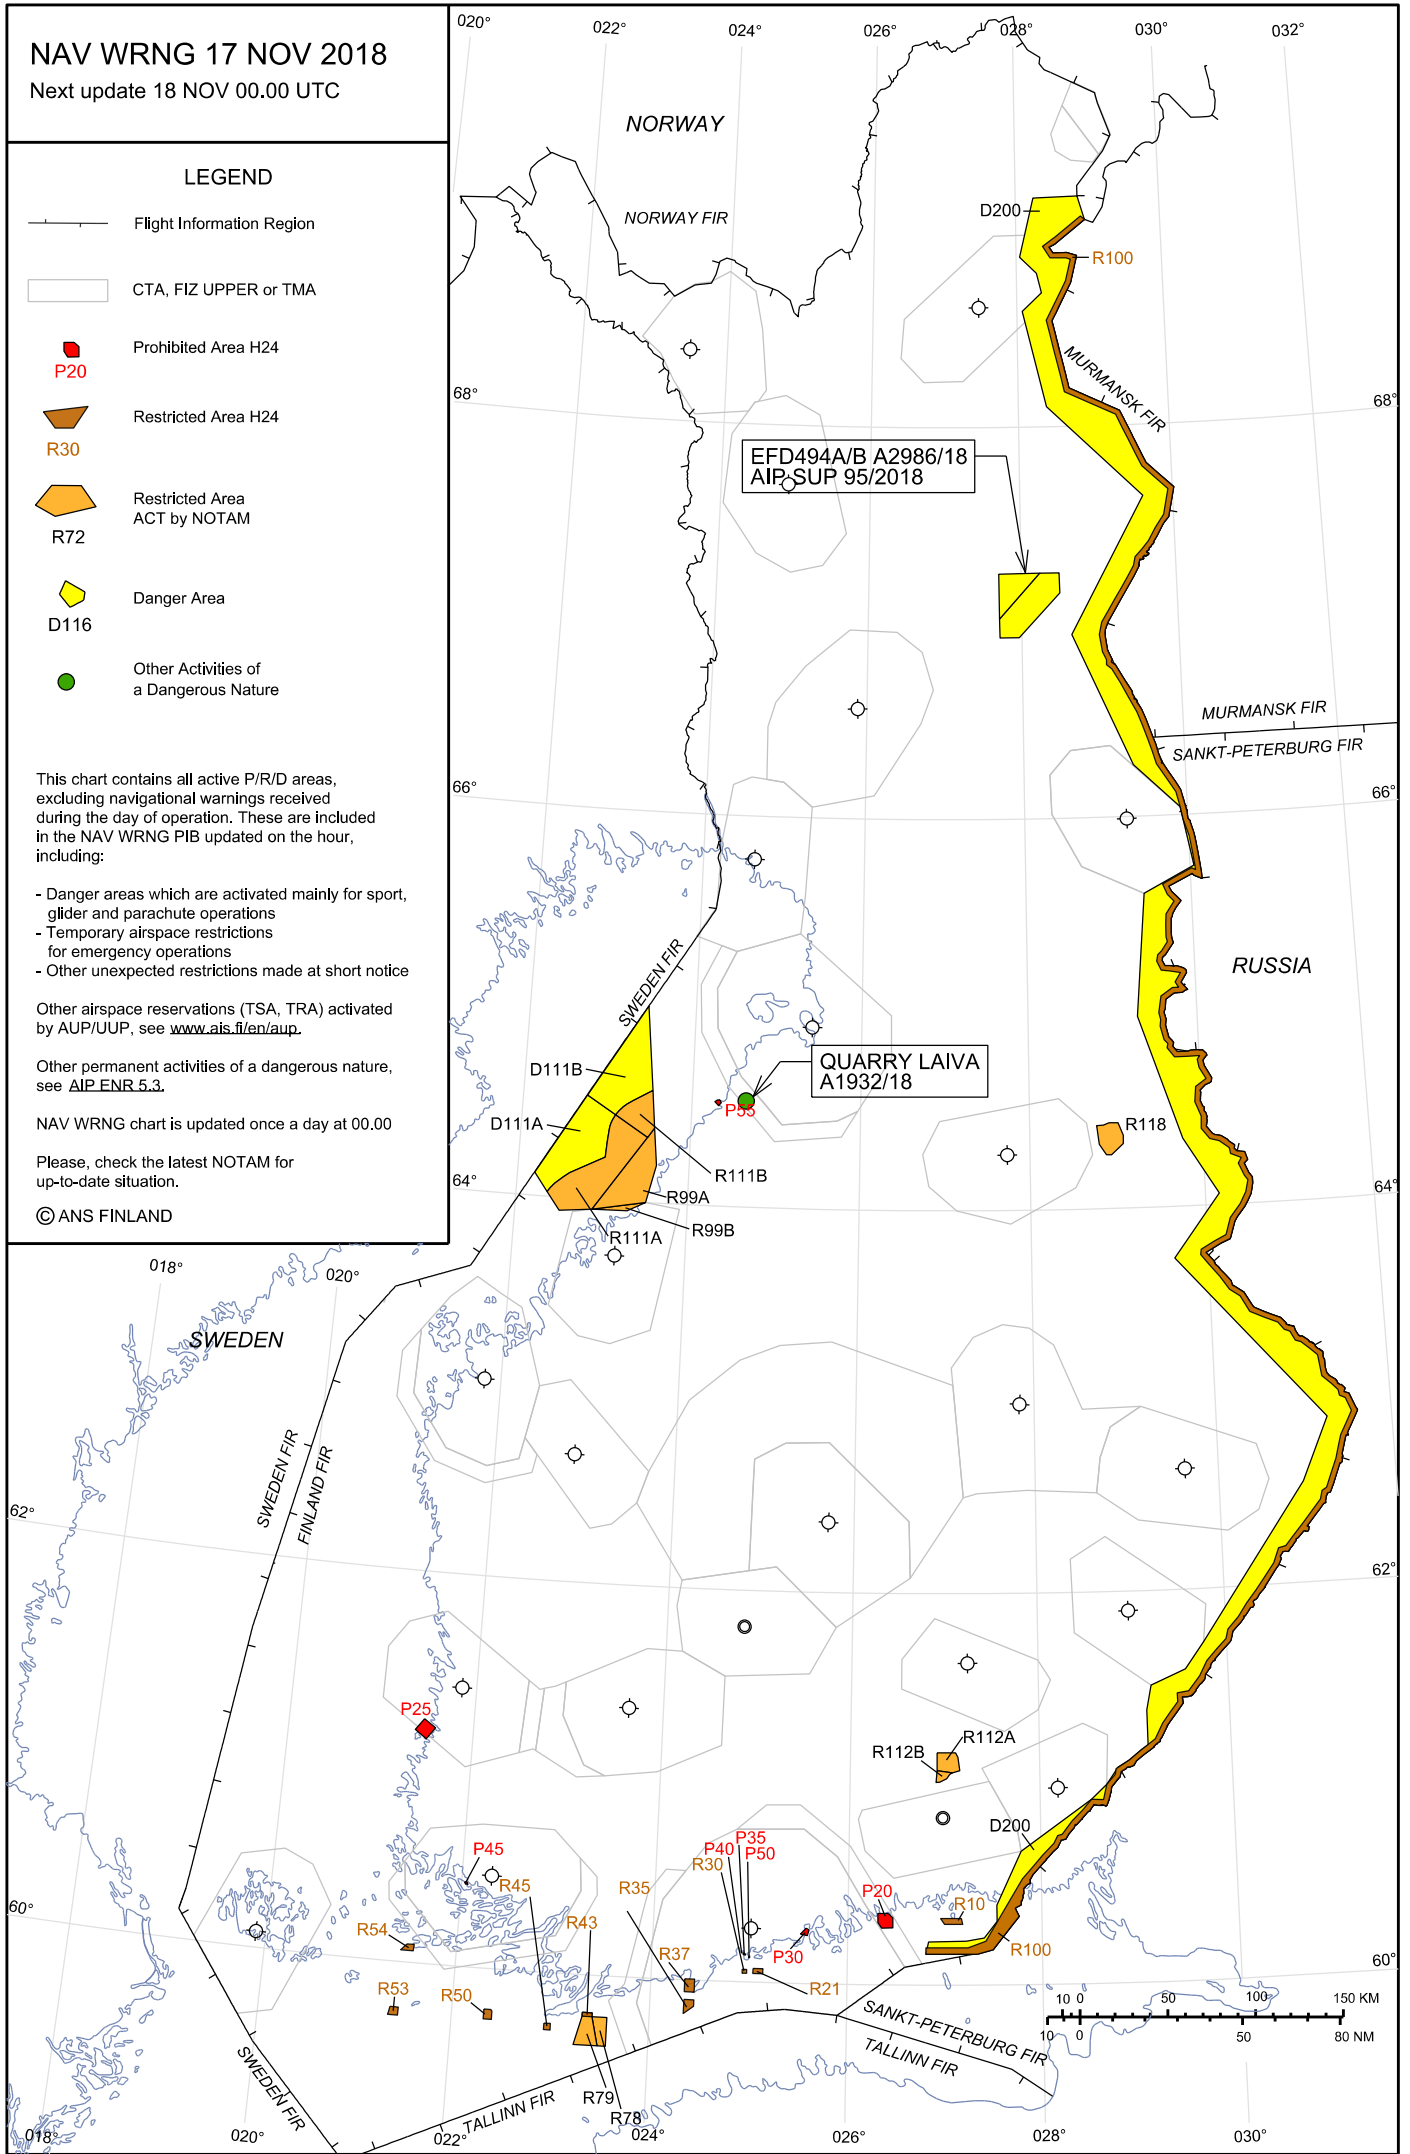 NAV WRNG 17 NOV 2018
Next update 18 NOV 00.00 UTC
LEGEND
Flight Information Region
CTA, FIZ UPPER or TMA
Prohibited Area H24
P20
Restricted Area H24
R30
Restricted Area
ACT by NOTAM
R72
Danger Area
D116
Other Activities of
a Dangerous Nature
This chart contains all active P/R/D areas,
excluding navigational warnings received
during the day of operation. These are included
in the NAV WRNG PIB updated on the hour,
including:
- Danger areas which are activated mainly for sport,
glider and parachute operations
- Temporary airspace restrictions
for emergency operations
- Other unexpected restrictions made at short notice
Other airspace reservations (TSA, TRA) activated
by AUP/UUP, see www.ais.fi/en/aup.
Other permanent activities of a dangerous nature,
see AIP ENR 5.3.
NAV WRNG chart is updated once a day at 00.00
Please, check the latest NOTAM for
up-to-date situation.
© ANS FINLAND
020°
022°
024°
026°
028°
030°
032°
NORWAY
NORWAY FIR
D200
R100
MURMANSK FIR
68°
68°
EFD494A/B A2986/18
AIP SUP 95/2018
MURMANSK FIR
SANKT-PETERBURG FIR
66°
66°
SWEDEN FIR
RUSSIA
QUARRY LAIVA
A1932/18
D111B
P55
D111A
R118
R111B
64°
R99A
64°
R99B
R111A
018°
020°
SWEDEN
SWEDEN FIR
FINLAND FIR
62°
62°
P25
R112A
R112B
D200
P35
P40
P50
P45
R30
R45
R35
P20
R10
60°
R54
R43
R37
P30
R100
60°
R53
R50
R21
10 0 50 100 150 KM
10 0 50 80 NM
SANKT-PETERBURG FIR
TALLINN FIR
SWEDEN FIR
TALLINN FIR
R79
R78
018°
020°
022°
024°
026°
028°
030°